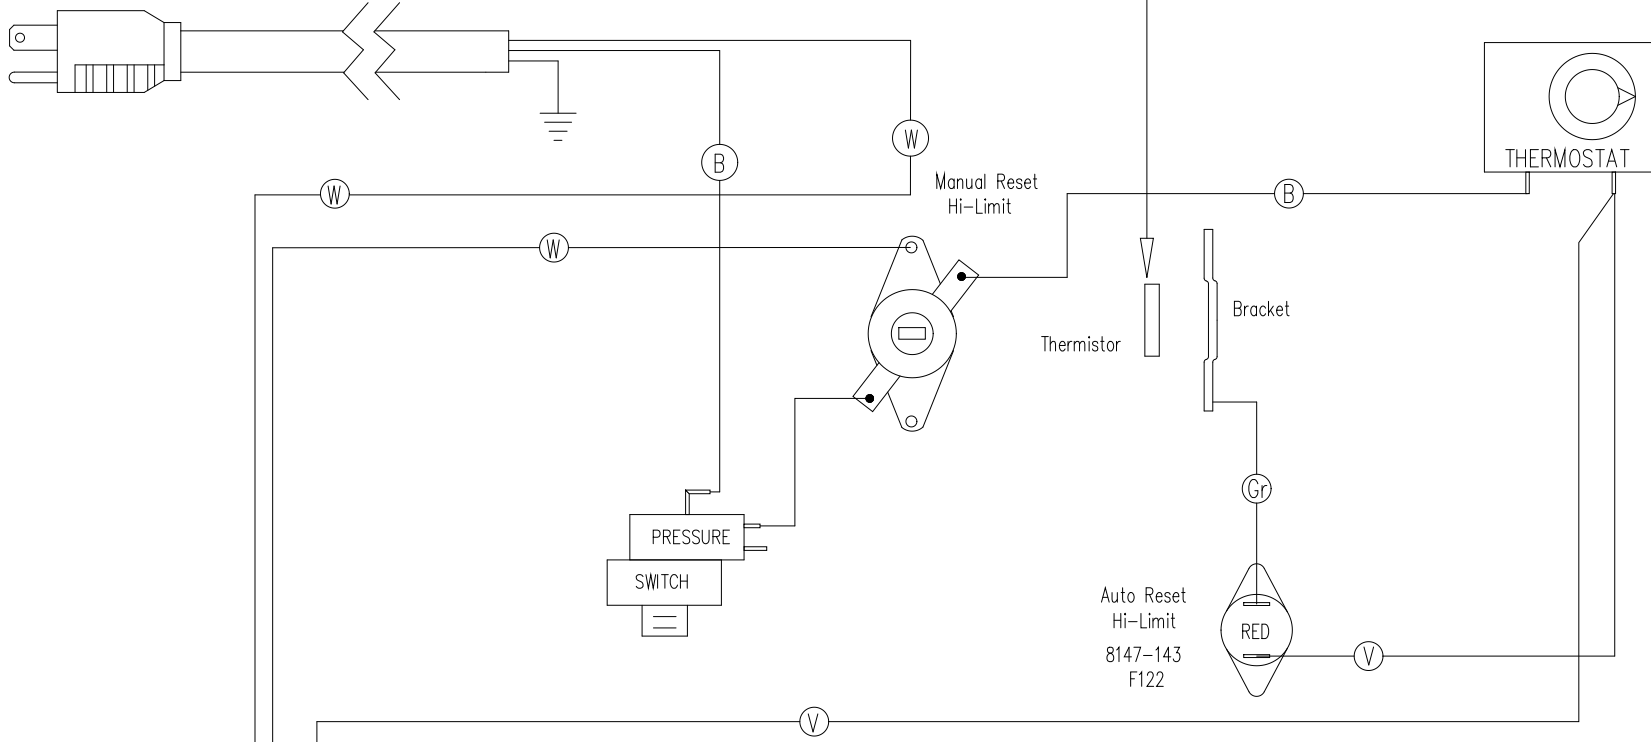 W
B
THERMOSTAT
Manual Reset
Hi-Limit
W
B
W
Bracket
Thermistor
Gr
PRESSURE
SWITCH
Auto Reset
Hi-Limit
RED
8147-143
F122
V
V